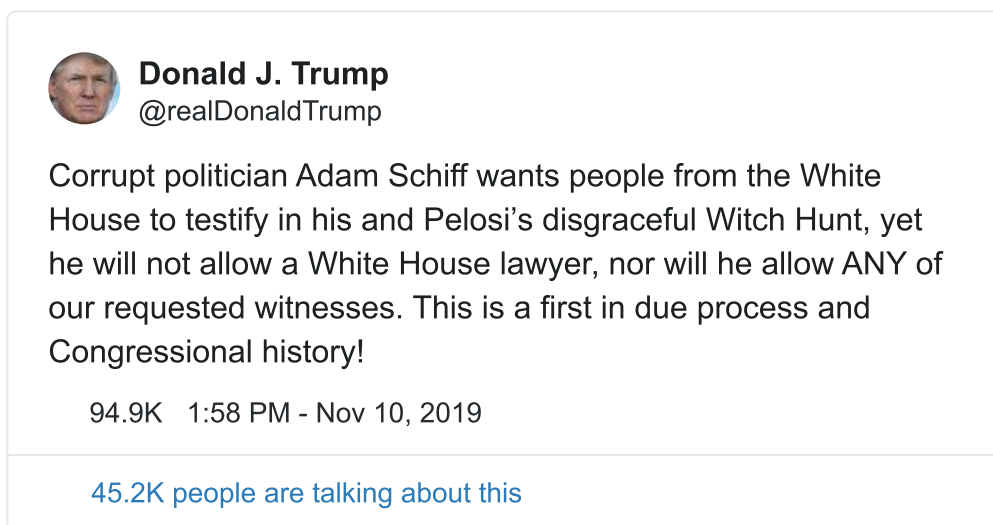 Donald J. Trump
@realDonaldTrump
Corrupt politician Adam Schiff wants people from the White
House to testify in his and Pelosi’s disgraceful Witch Hunt, yet
he will not allow a White House lawyer, nor will he allow ANY of
our requested witnesses. This is a first in due process and
Congressional history!
94.9K 1:58 PM - Nov 10, 2019
45.2K people are talking about this